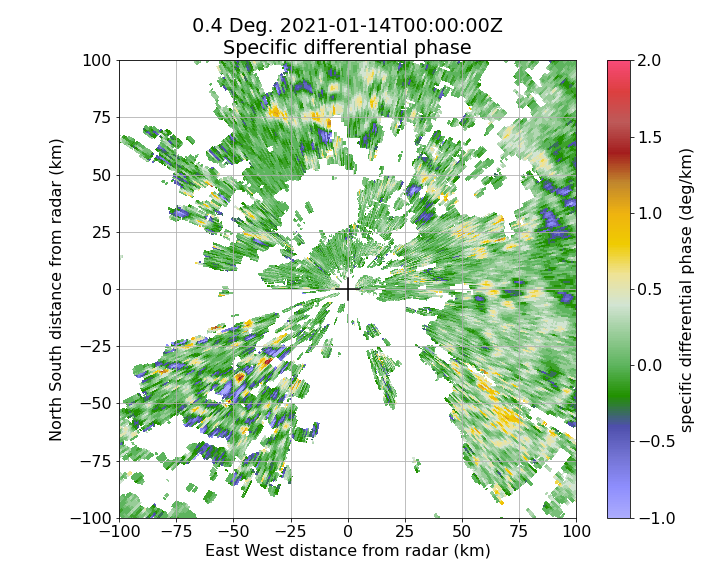 0.4 Deg. 2021-01-14T00:00:00Z
Specific differential phase
North South distance from radar (km)
100
75
50
25
0
−25
−50
−75
−100
−100 −75 −50 −25 0 25 50 75 100
East West distance from radar (km)
2.0
1.5
1.0
0.5
0.0
−0.5
−1.0
specific differential phase (deg/km)